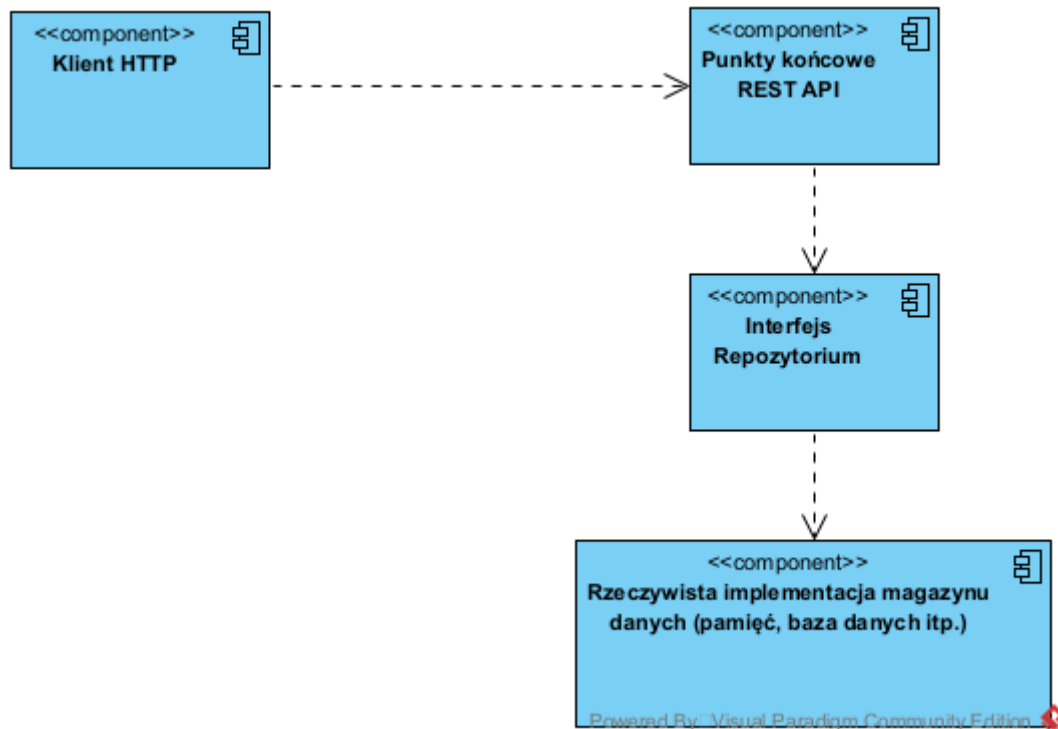 <<component>>
Klient HTTP
<<component>>
Punkty końcowe
REST API
<<component>>
Interfejs
Repozytorium
<<component>>
Rzeczywista implementacja magazynu
danych (pamięć, baza danych itp.)
Powered By Visual Paradigm Community Edition